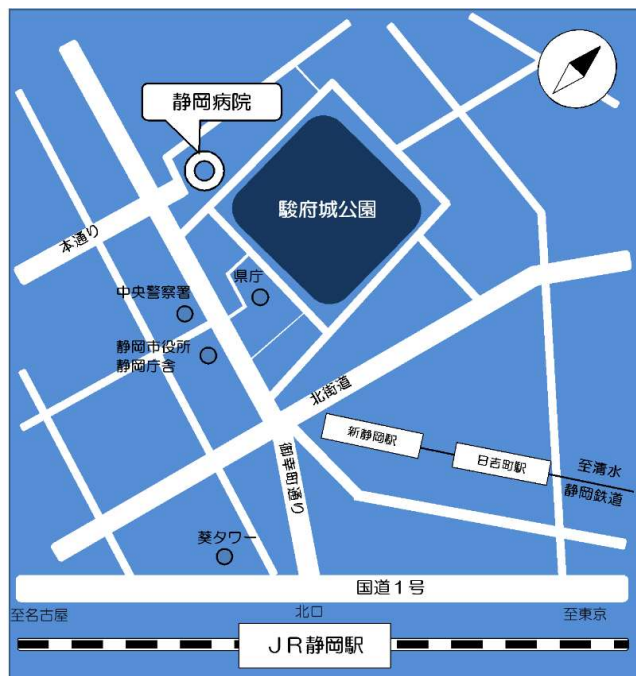 静岡病院
駿府城公園
本通り
県庁
中央警察署
静岡市役所
静岡庁舎
北街道
新静岡駅
日吉町駅
至清水
静岡鉄道
御幸町通り
葵タワー
国道1号
至名古屋
北口
至東京
JR静岡駅